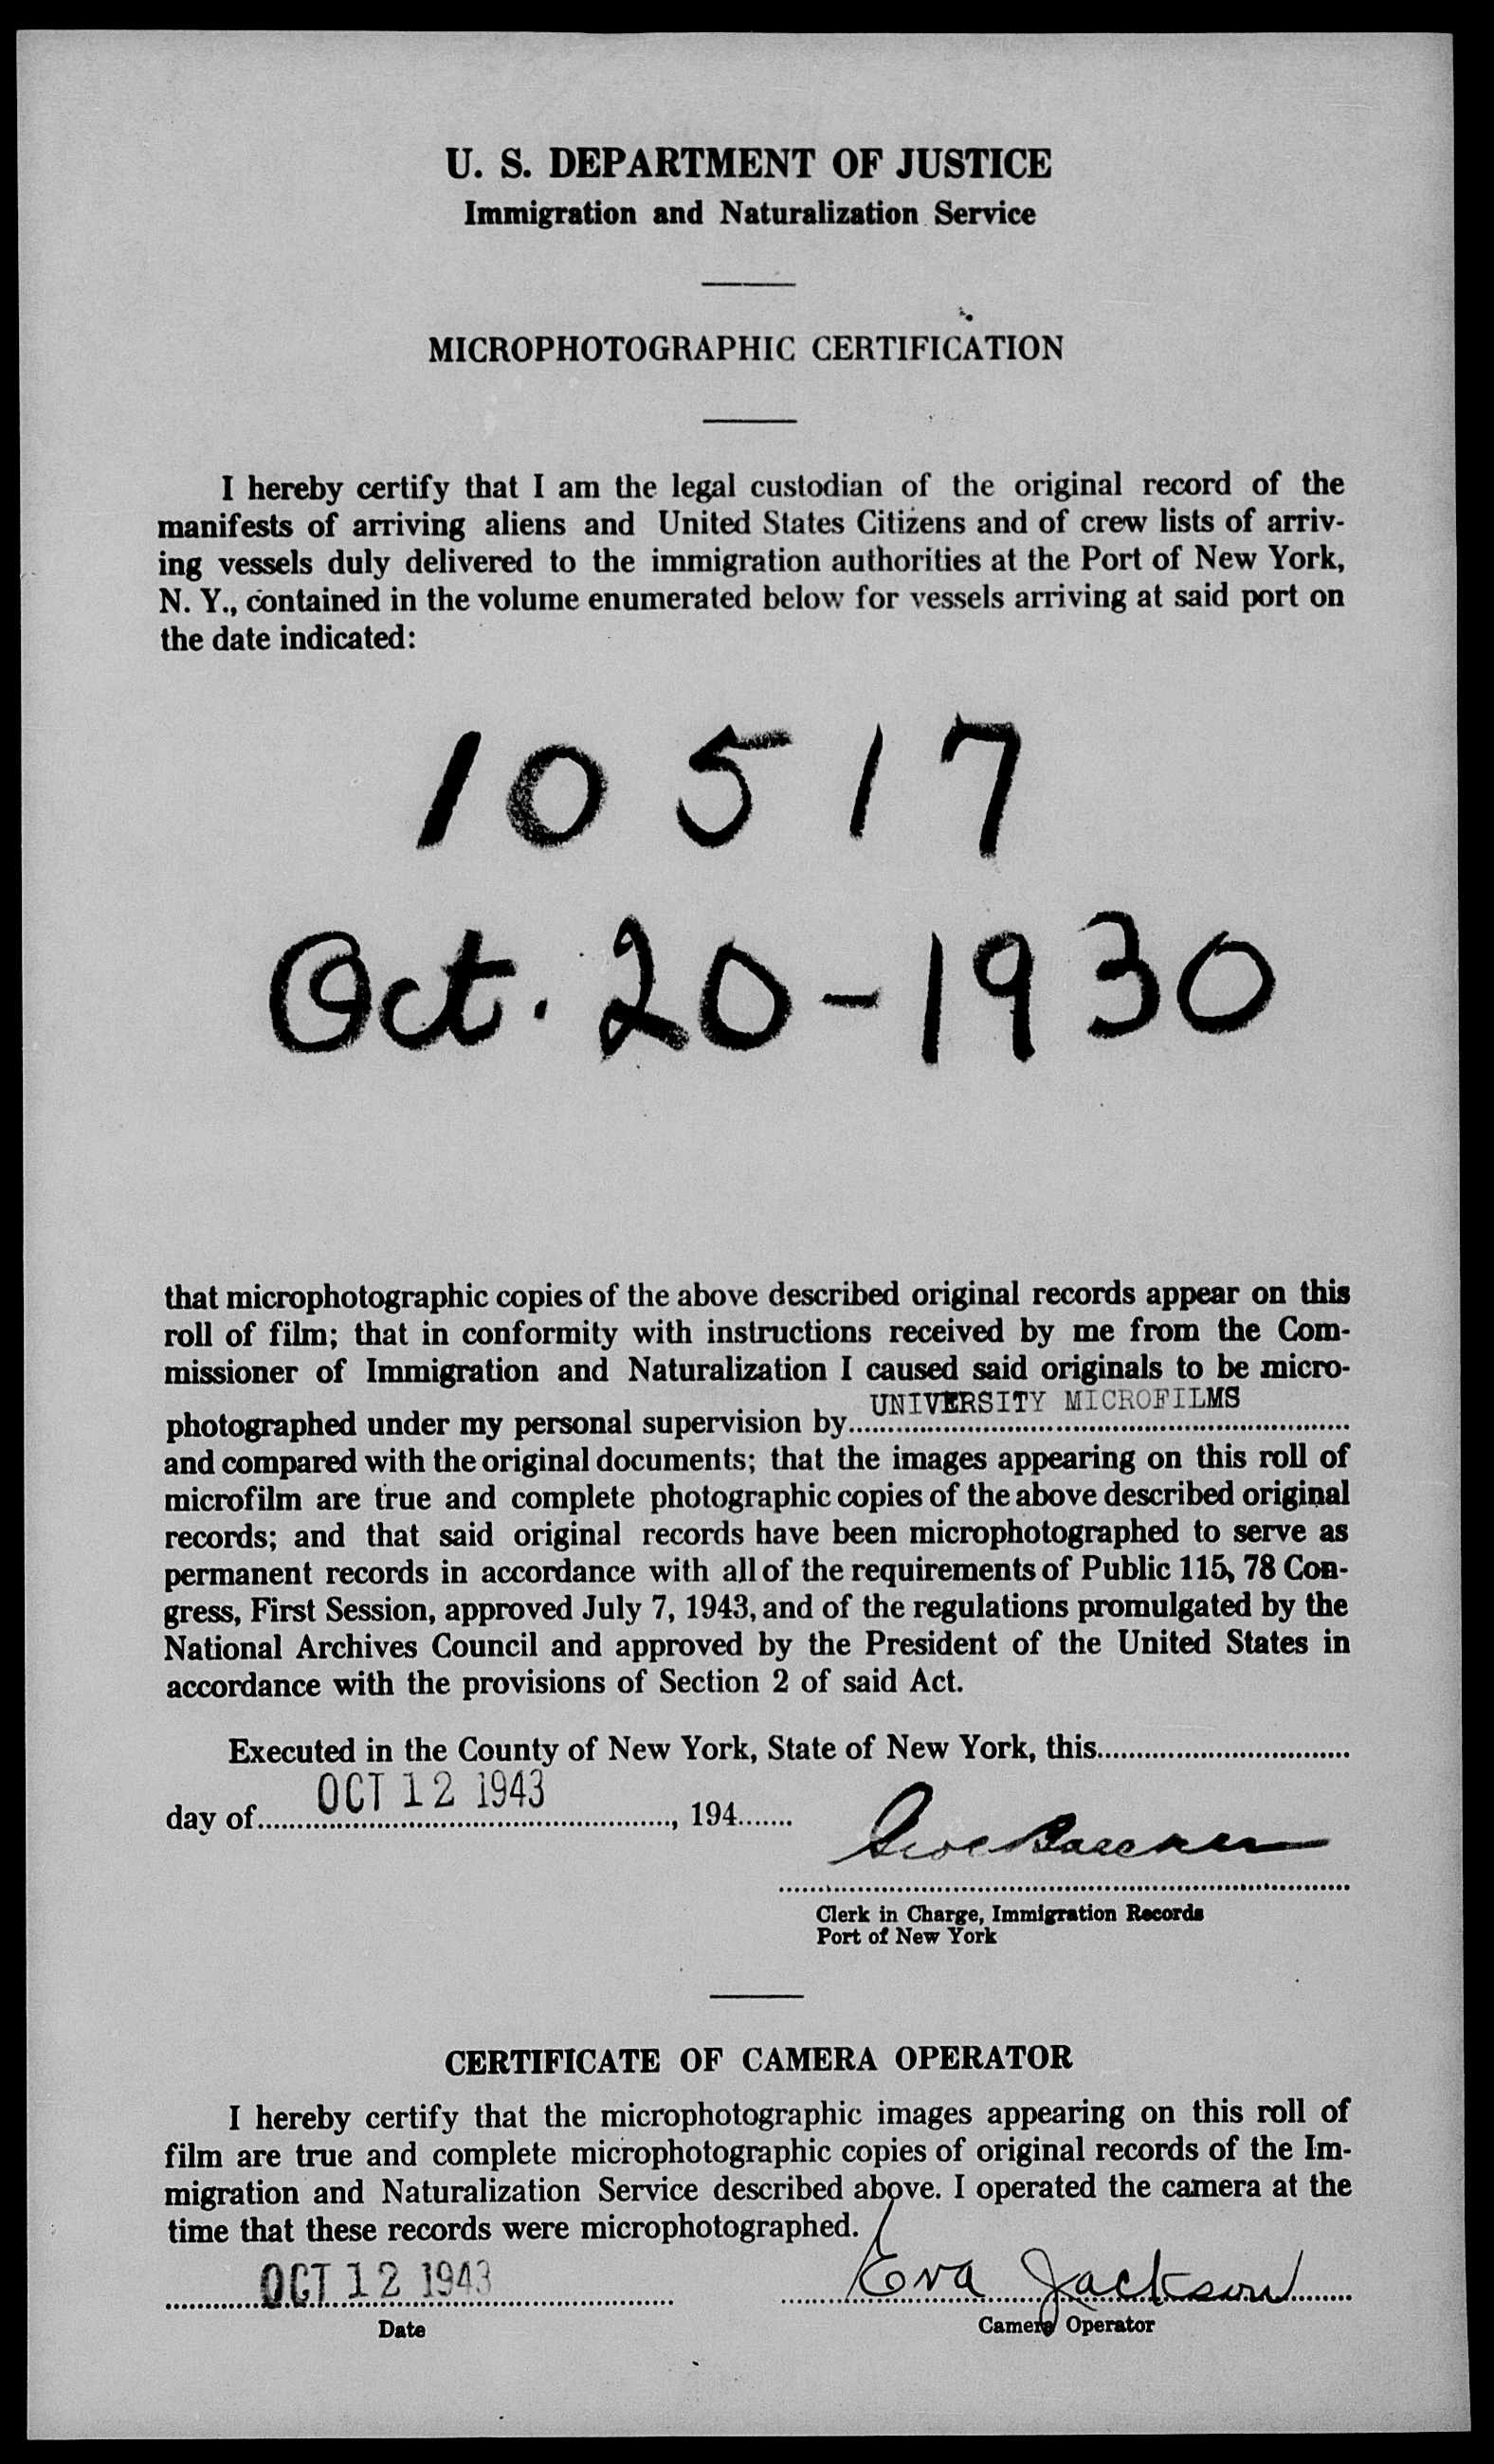 U. S. DEPARTMENT OF JUSTICE
Immigration and Naturalization Service
MICROPHOTOGRAPHIC CERTIFICATION
I hereby certify that I am the legal custodian of the original record of the
manifests of arriving aliens and United States Citizens and of crew lists of arriv-
ing vessels duly delivered to the immigration authorities at the Port of New York,
N. Y., contained in the volume enumerated below for vessels arriving at said port on
the date indicated:
10517
Oct. 20-1930
that microphotographic copies of the above described original records appear on this
roll of film; that in conformity with instructions received by me from the Com-
missioner of Immigration and Naturalization I caused said originals to be micro-
photographed under my personal supervision by UNIVERSITY MICROFILMS
and compared with the original documents; that the images appearing on this roll of
microfilm are true and complete photographic copies of the above described original
records; and that said original records have been microphotographed to serve as
permanent records in accordance with all of the requirements of Public 115, 78 Con-
gress, First Session, approved July 7, 1943, and of the regulations promulgated by the
National Archives Council and approved by the President of the United States in
accordance with the provisions of Section 2 of said Act.
Executed in the County of New York, State of New York, this
day of OCT 12 1943, 194
Clerk in Charge, Immigration Records
Port of New York
CERTIFICATE OF CAMERA OPERATOR
I hereby certify that the microphotographic images appearing on this roll of
film are true and complete microphotographic copies of original records of the Im-
migration and Naturalization Service described above. I operated the camera at the
time that these records were microphotographed.
OCT 12 1943 Eva Jackson
Date Camera Operator